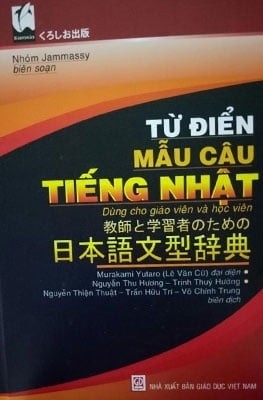 Kurosio
くろしお出版
Nhóm Jammassy
biên soạn
TỪ ĐIỂN
MẪU CÂU
TIẾNG NHẬT
Dùng cho giáo viên và học viên
教師と学習者のための
日本語文型辞典
Murakami Yutaro (Lê Văn Cử) đại diện •
Nguyễn Thu Hương – Trịnh Thuý Hường •
Nguyễn Thiện Thuật – Trần Hữu Trí – Võ Chính Trung
biên dịch
NHÀ XUẤT BẢN GIÁO DỤC VIỆT NAM